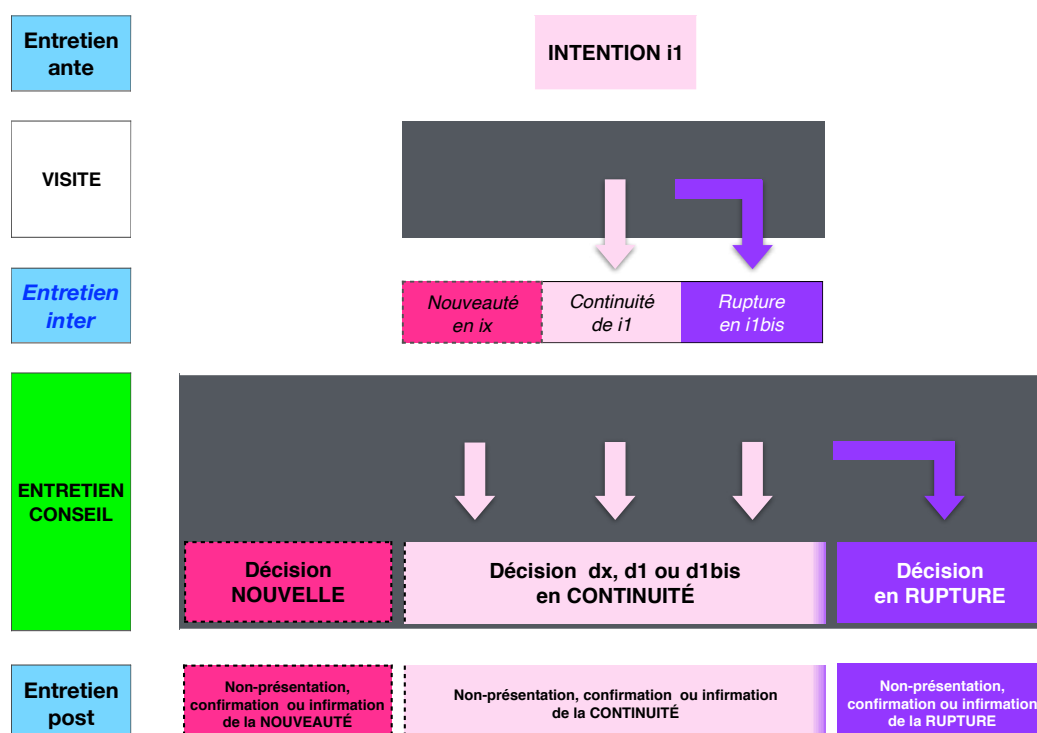 Entretien
ante
INTENTION i1
VISITE
Entretien
inter
Nouveauté
en ix
Continuité
de i1
Rupture
en i1bis
ENTRETIEN
CONSEIL
Décision
NOUVELLE
Décision dx, d1 ou d1bis
en CONTINUITÉ
Décision
en RUPTURE
Entretien
post
Non-présentation,
confirmation ou infirmation
de la NOUVEAUTÉ
Non-présentation, confirmation ou infirmation
de la CONTINUITÉ
Non-présentation,
confirmation ou infirmation
de la RUPTURE